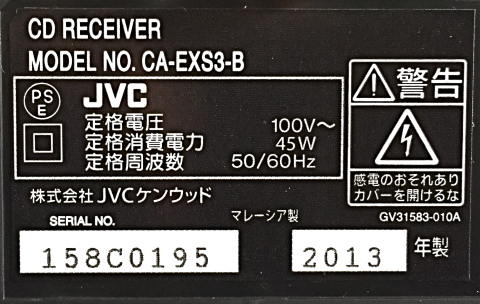 CD RECEIVER
MODEL NO. CA-EXS3-B
PS
E
JVC
定格電圧 100V～
定格消費電力 45W
定格周波数 50/60Hz
警告
感電のおそれあり
カバーを開けるな
株式会社JVCケンウッド
GV31583-010A
SERIAL NO. マレーシア製
158C0195 2013 年製